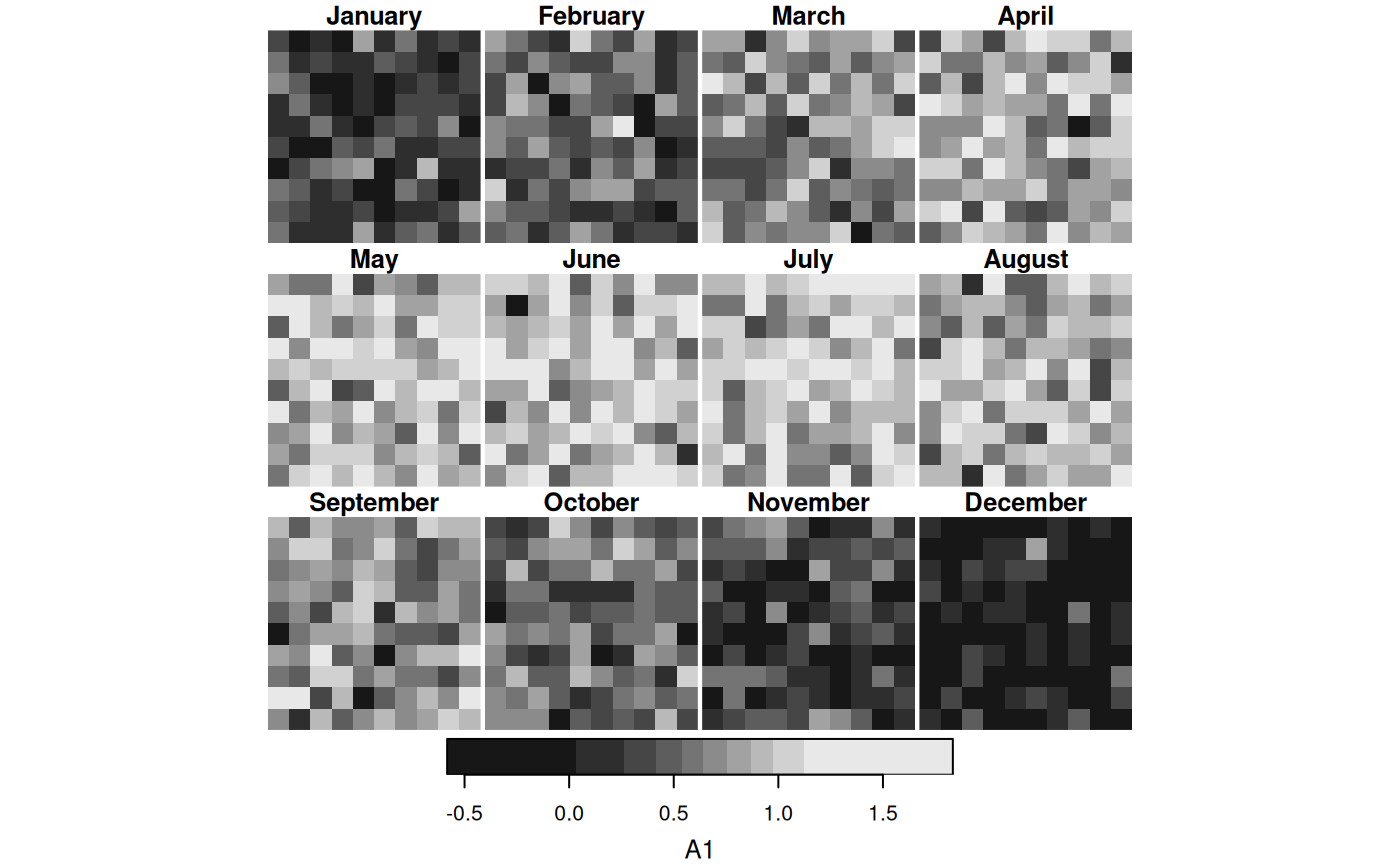 January February March April
May June July August
September October November December
-0.5 0.0 0.5 1.0 1.5
A1